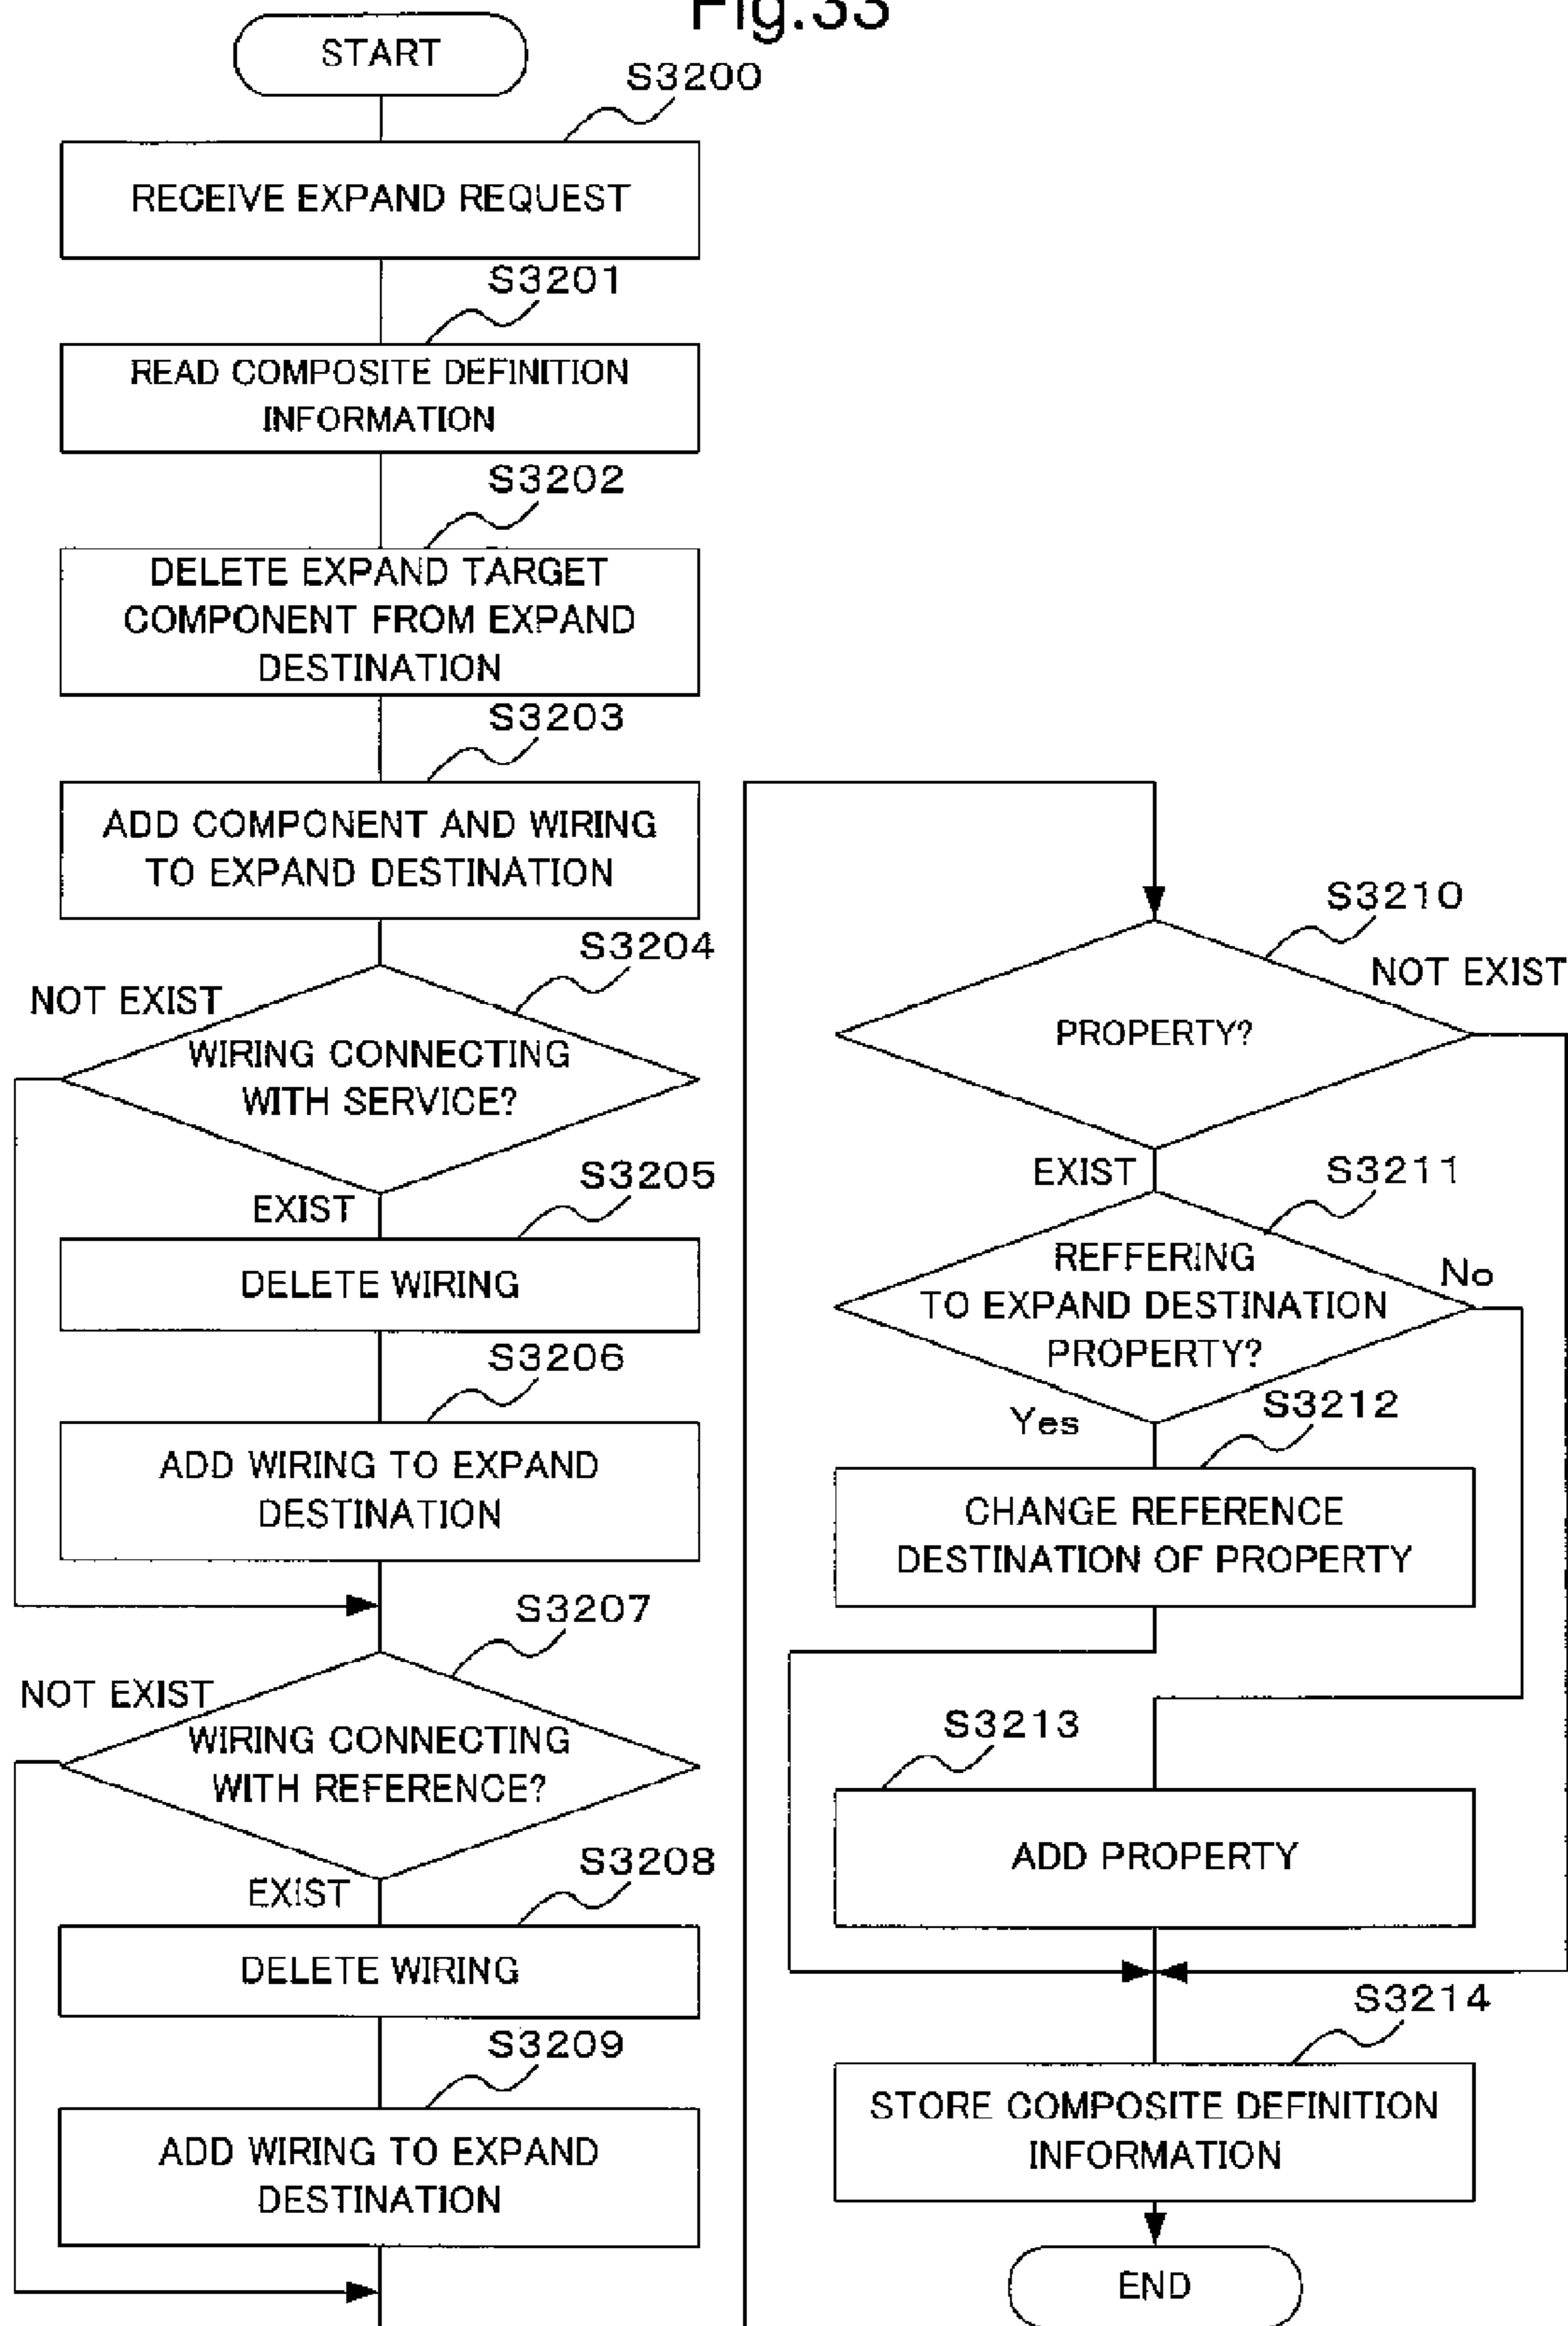 Fig.33
START
S3200
RECEIVE EXPAND REQUEST
S3201
READ COMPOSITE DEFINITION
INFORMATION
S3202
DELETE EXPAND TARGET
COMPONENT FROM EXPAND
DESTINATION
S3203
ADD COMPONENT AND WIRING
TO EXPAND DESTINATION
S3204
NOT EXIST
WIRING CONNECTING
WITH SERVICE?
EXIST
S3205
DELETE WIRING
S3206
ADD WIRING TO EXPAND
DESTINATION
S3207
NOT EXIST
WIRING CONNECTING
WITH REFERENCE?
EXIST
S3208
DELETE WIRING
S3209
ADD WIRING TO EXPAND
DESTINATION
S3210
NOT EXIST
PROPERTY?
EXIST
S3211
REFFERING
TO EXPAND DESTINATION
PROPERTY?
No
Yes
S3212
CHANGE REFERENCE
DESTINATION OF PROPERTY
S3213
ADD PROPERTY
S3214
STORE COMPOSITE DEFINITION
INFORMATION
END